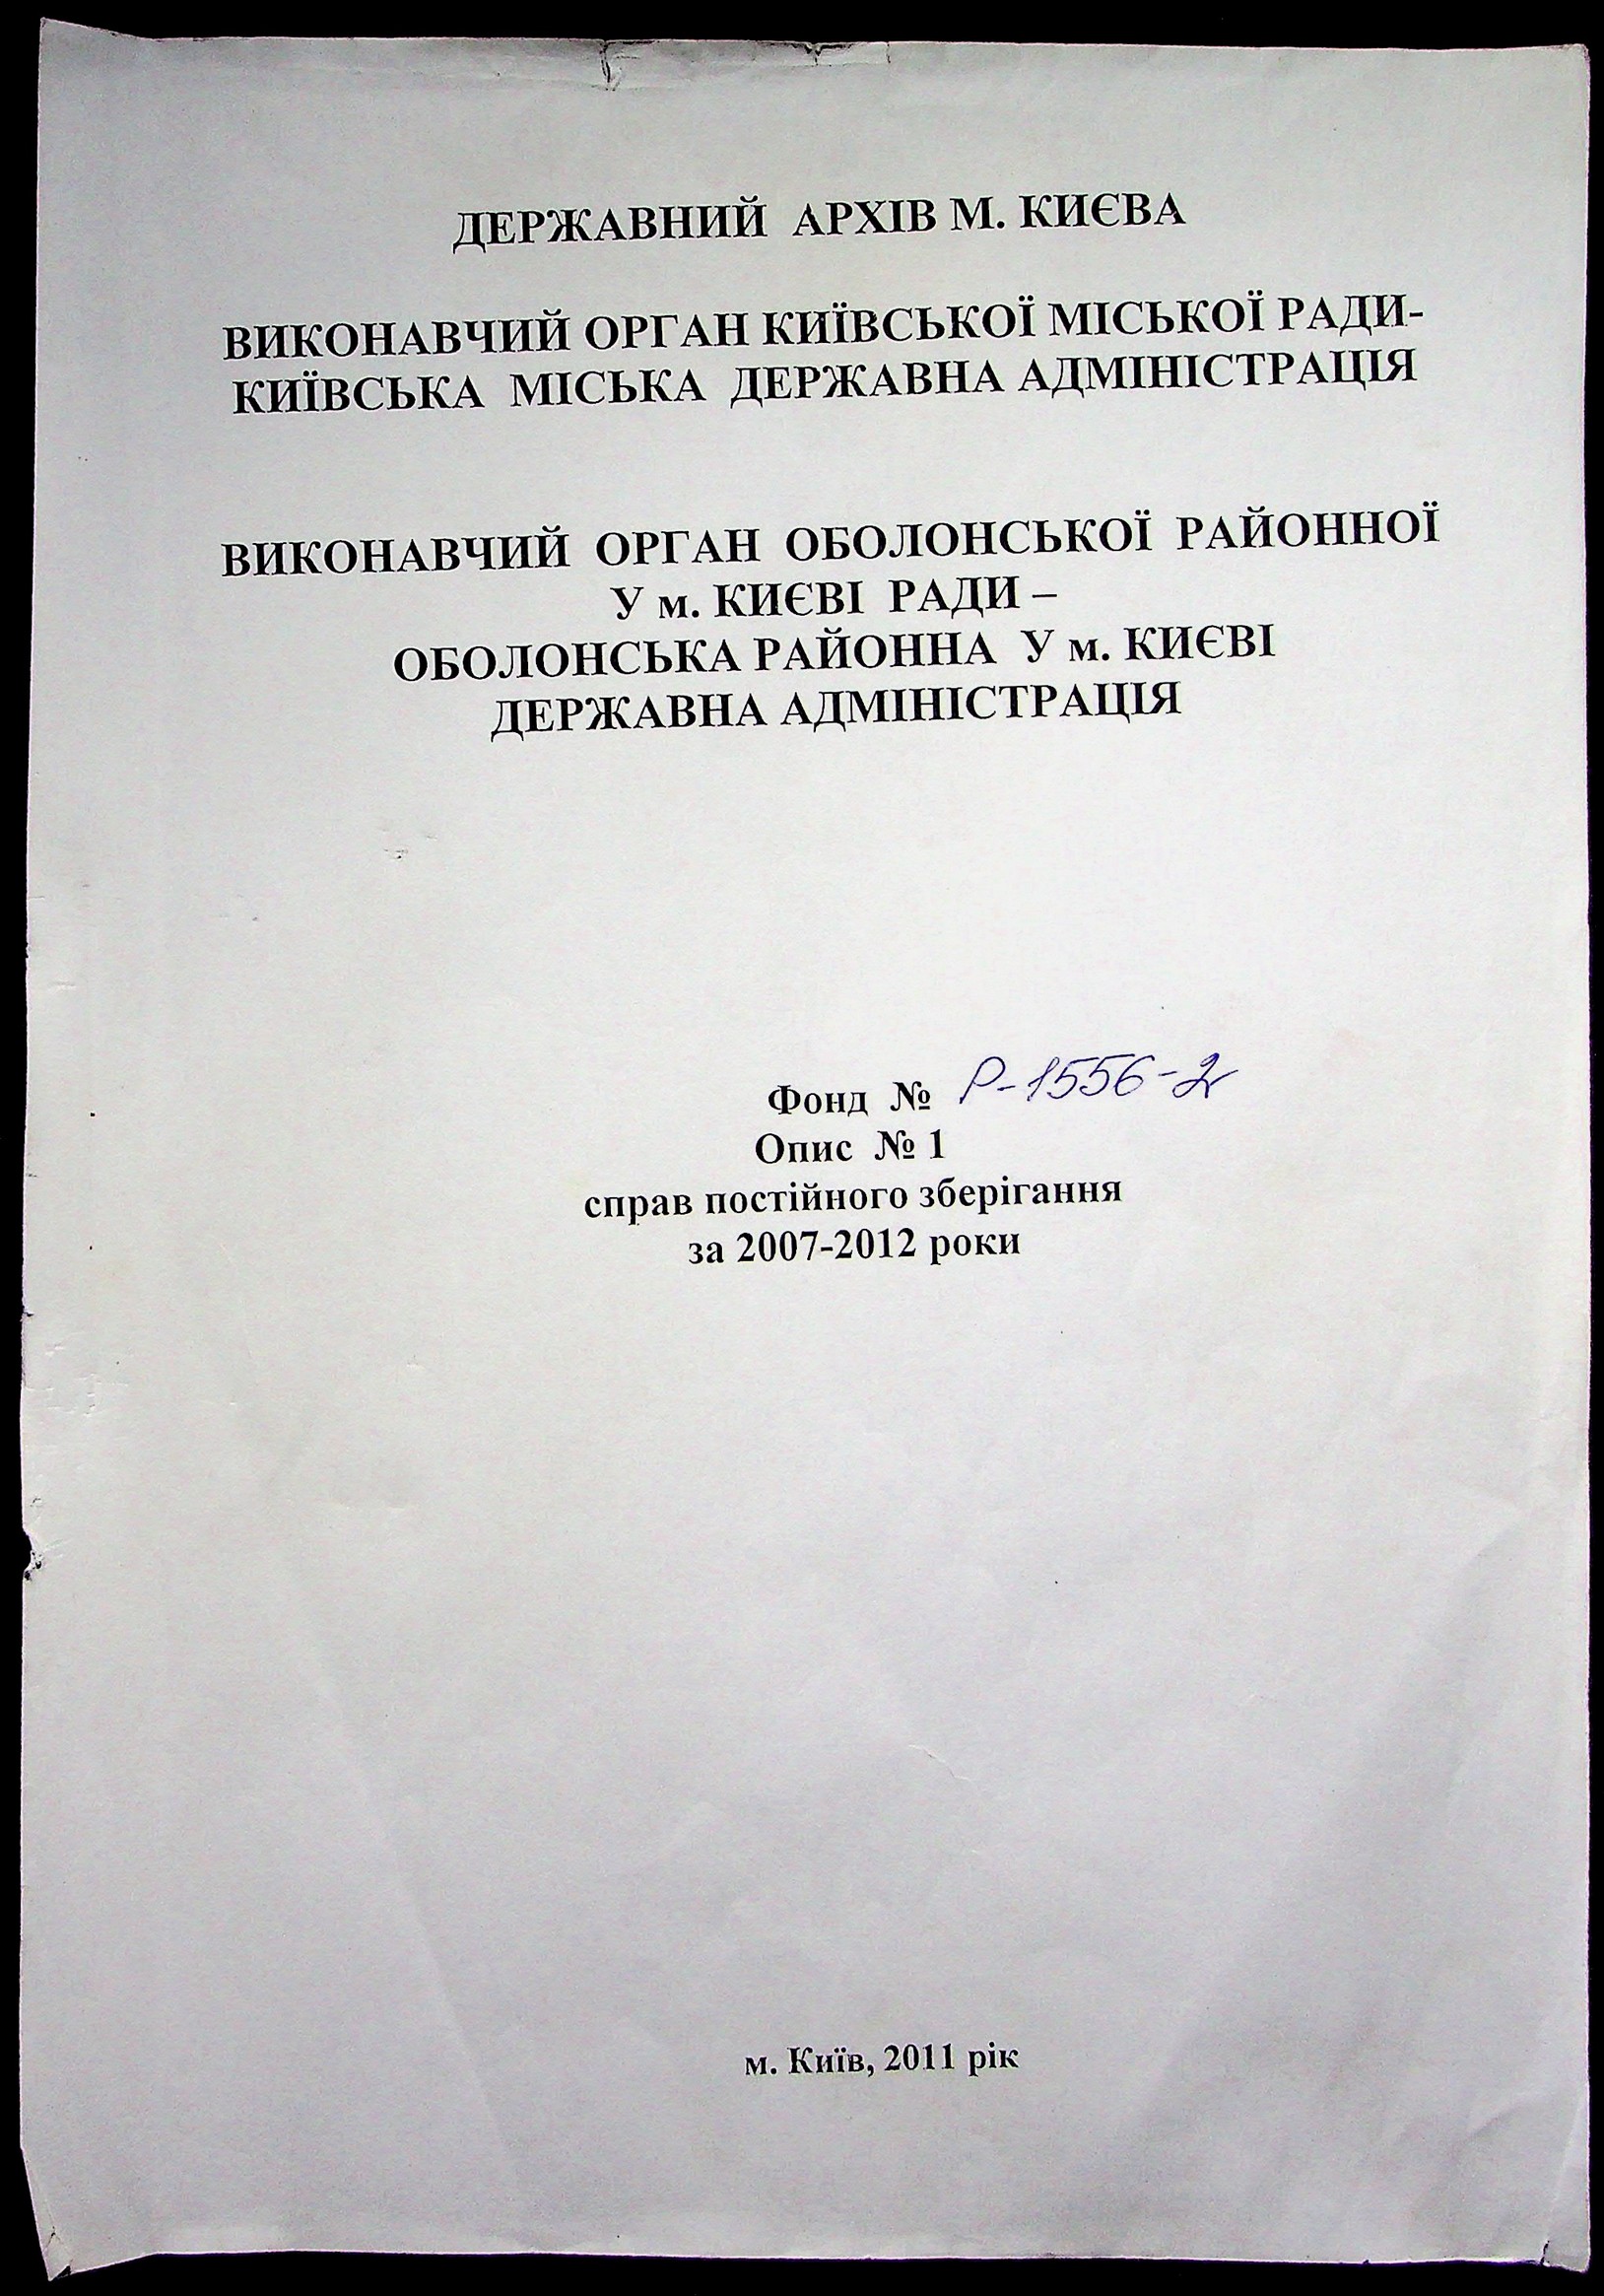 ДЕРЖАВНИЙ АРХІВ М. КИЄВА
ВИКОНАВЧИЙ ОРГАН КИЇВСЬКОЇ МІСЬКОЇ РАДИ-
КИЇВСЬКА МІСЬКА ДЕРЖАВНА АДМІНІСТРАЦІЯ
ВИКОНАВЧИЙ ОРГАН ОБОЛОНСЬКОЇ РАЙОННОЇ
У м. КИЄВІ РАДИ –
ОБОЛОНСЬКА РАЙОННА У м. КИЄВІ
ДЕРЖАВНА АДМІНІСТРАЦІЯ
Фонд № Р-1556-2
Опис № 1
справ постійного зберігання
за 2007-2012 роки
м. Київ, 2011 рік